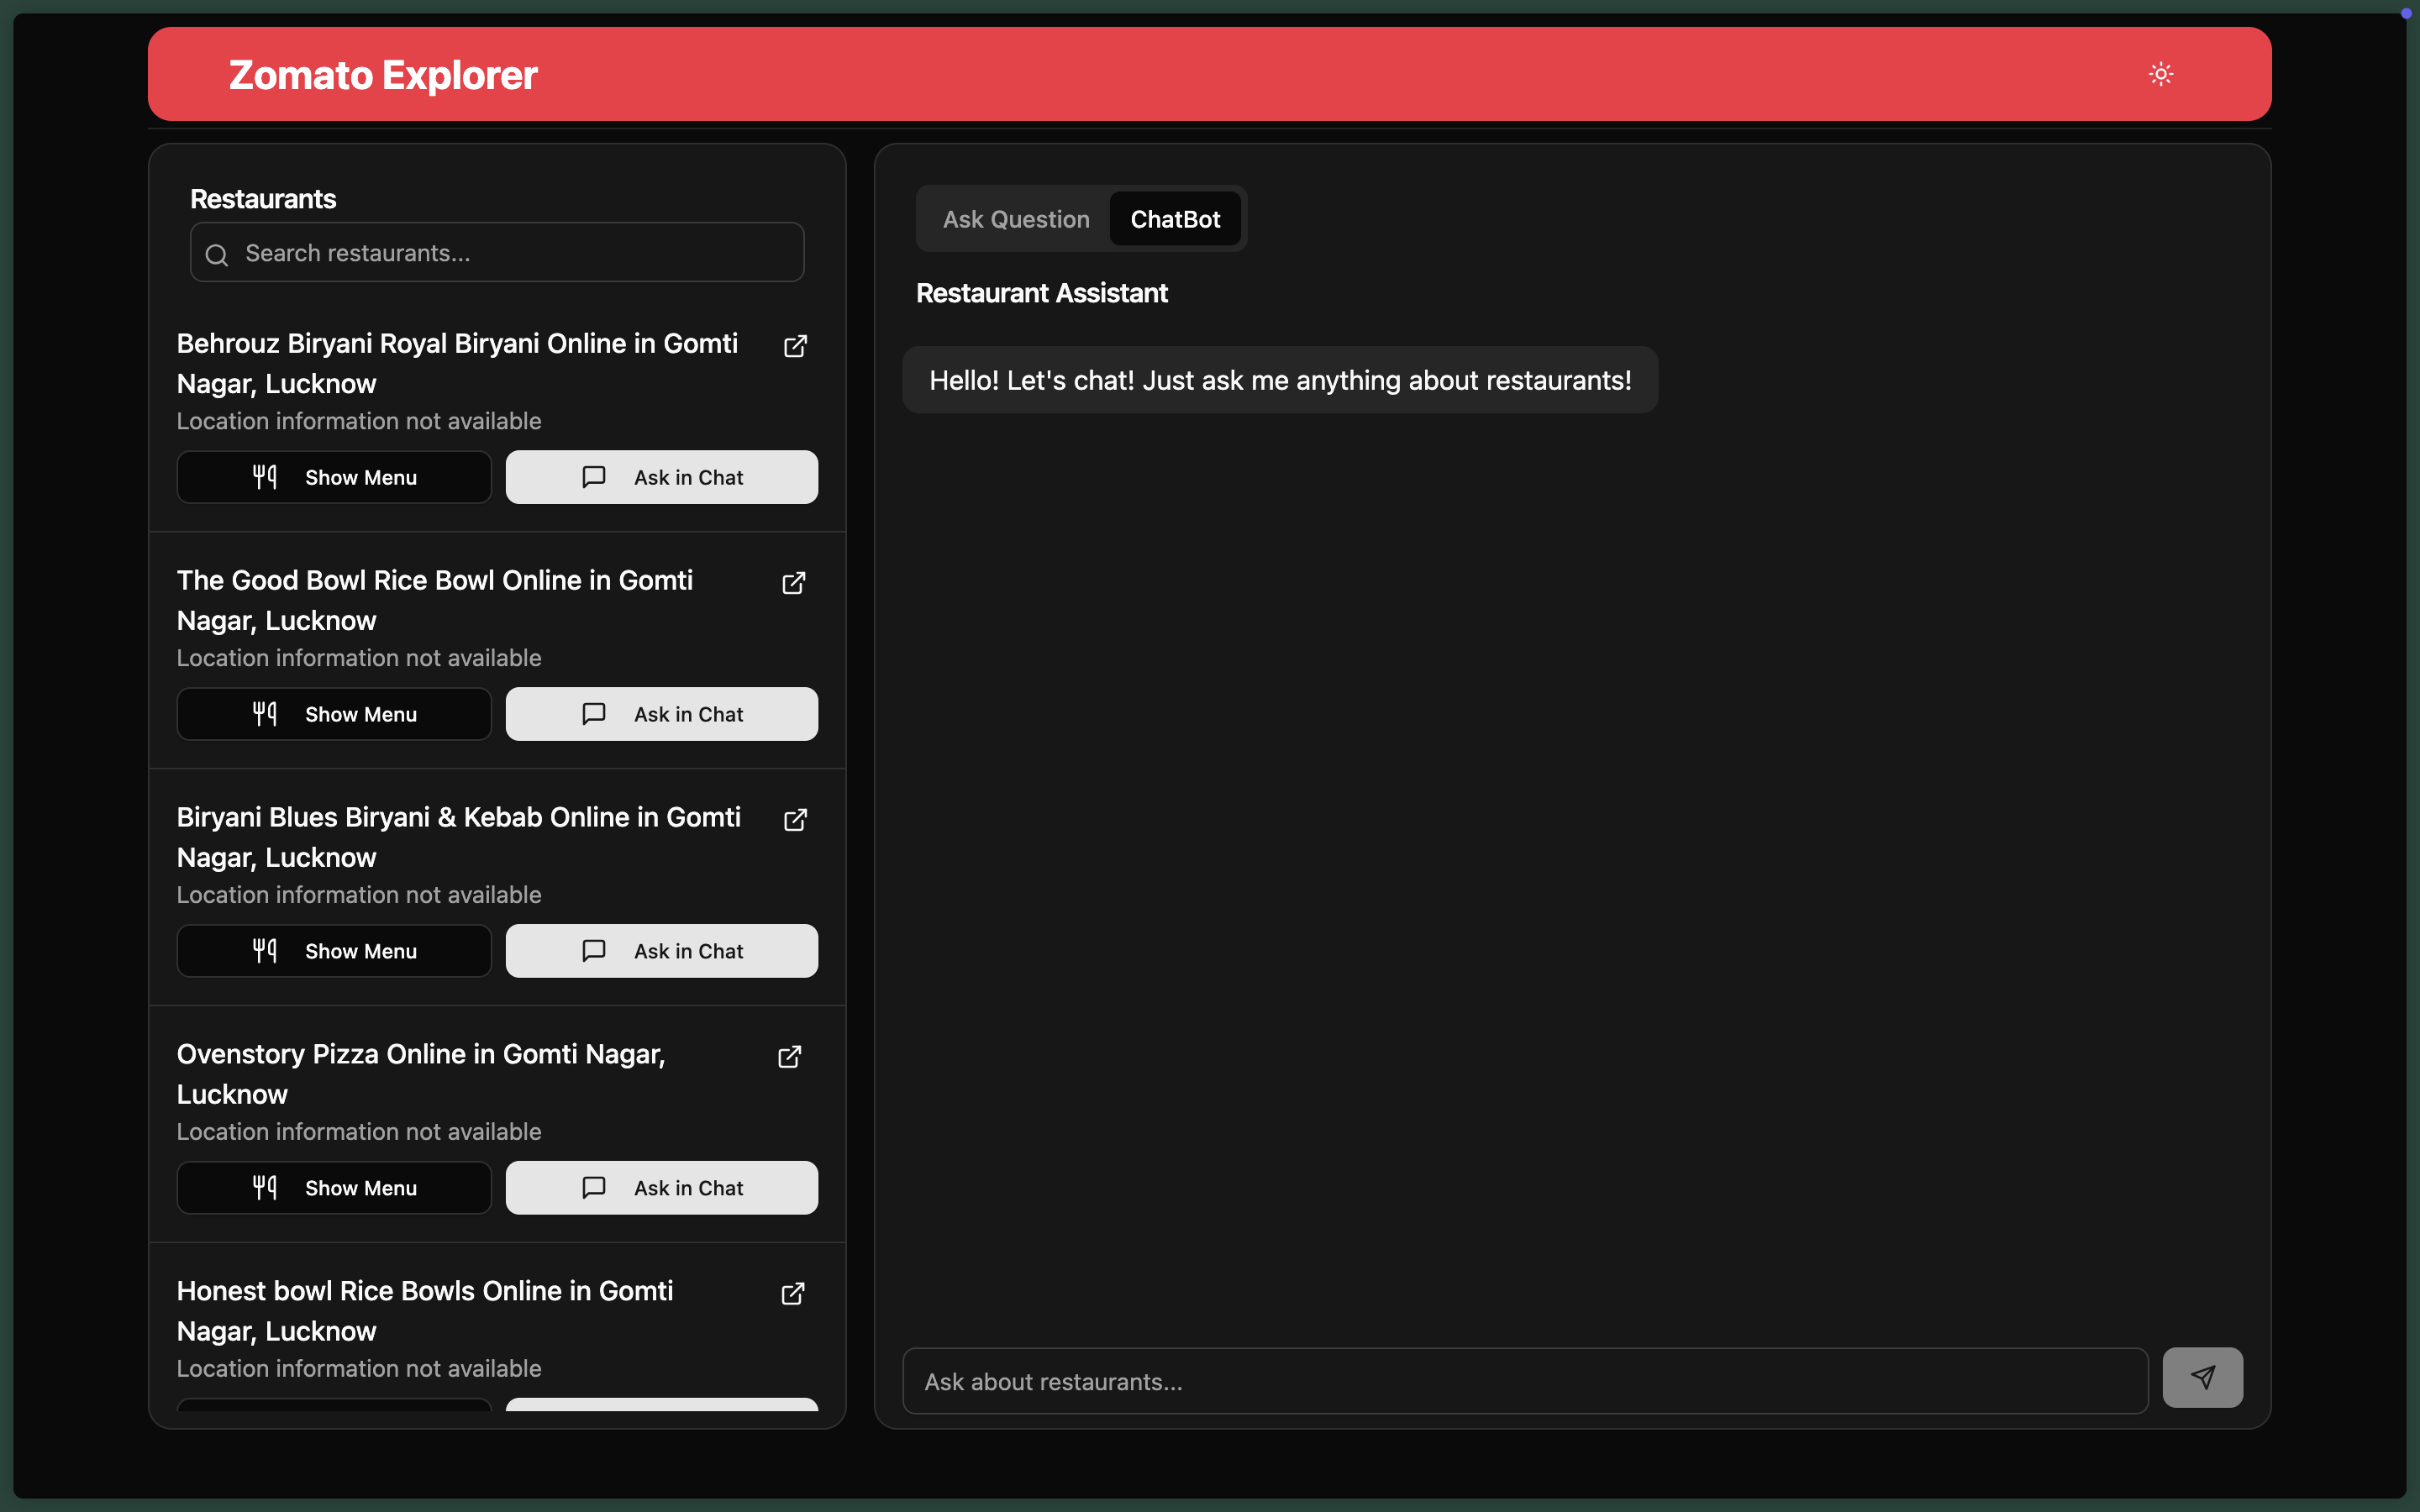 Zomato Explorer
Restaurants
Search restaurants...
Behrouz Biryani Royal Biryani Online in Gomti
Nagar, Lucknow
Location information not available
Show Menu
Ask in Chat
The Good Bowl Rice Bowl Online in Gomti
Nagar, Lucknow
Location information not available
Show Menu
Ask in Chat
Biryani Blues Biryani & Kebab Online in Gomti
Nagar, Lucknow
Location information not available
Show Menu
Ask in Chat
Ovenstory Pizza Online in Gomti Nagar,
Lucknow
Location information not available
Show Menu
Ask in Chat
Honest bowl Rice Bowls Online in Gomti
Nagar, Lucknow
Location information not available
Ask Question
ChatBot
Restaurant Assistant
Hello! Let's chat! Just ask me anything about restaurants!
Ask about restaurants...